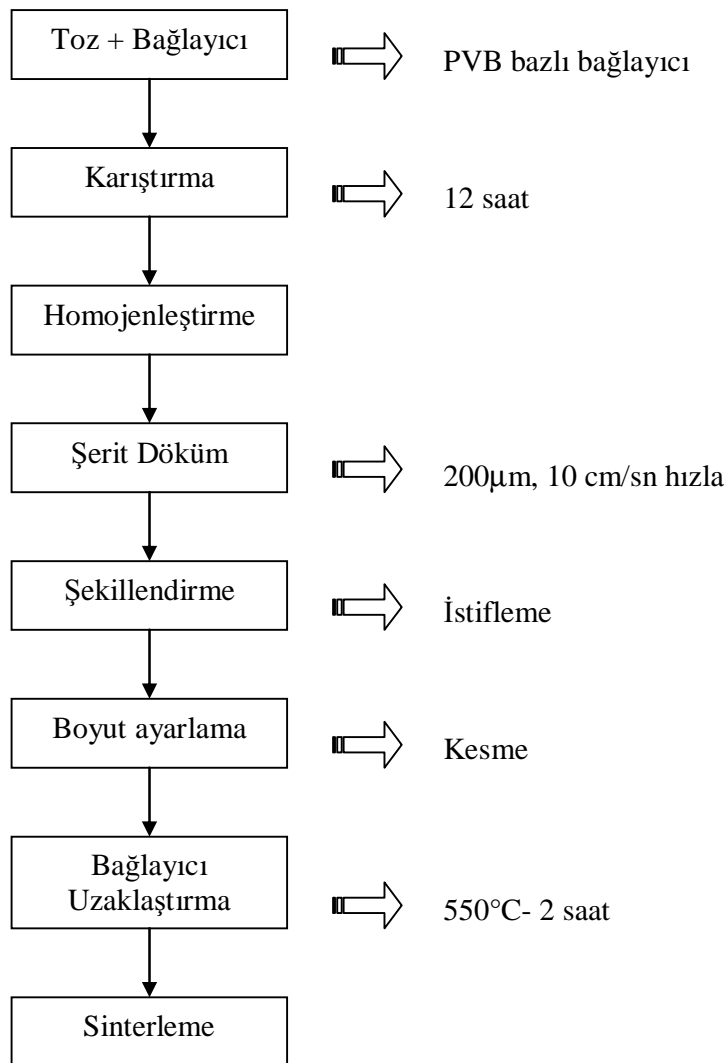 Toz + Bağlayıcı
PVB bazlı bağlayıcı
Karıştırma
12 saat
Homojenleştirme
Şerit Döküm
200µm, 10 cm/sn hızla
Şekillendirme
İstifleme
Boyut ayarlama
Kesme
Bağlayıcı
Uzaklaştırma
550°C- 2 saat
Sinterleme